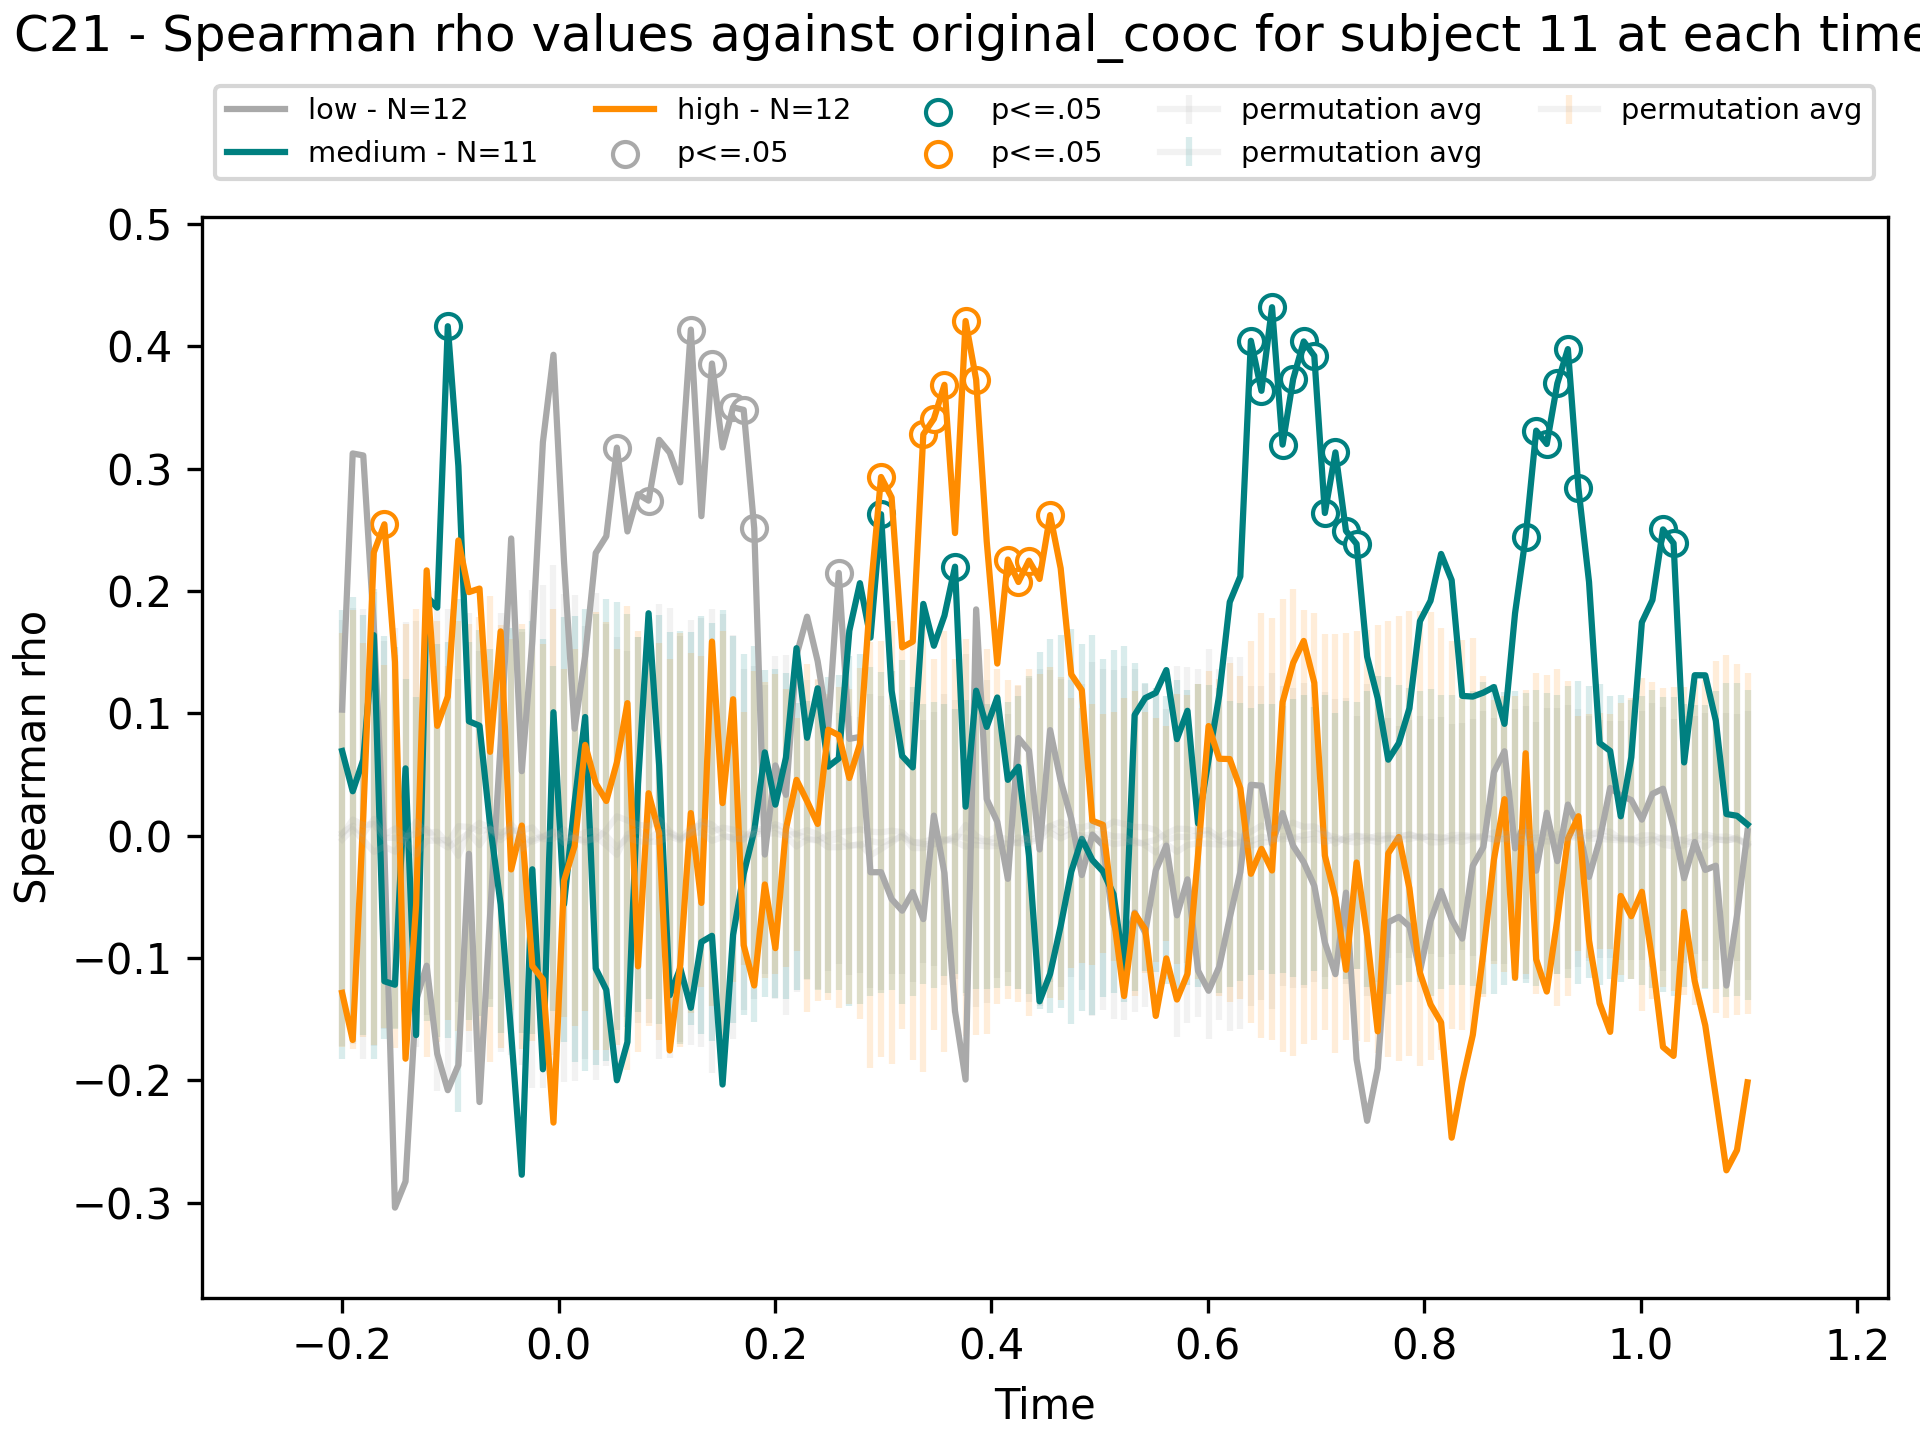 C21 - Spearman rho values against original_cooc for subject 11 at each time
low - N=12
medium - N=11
high - N=12
p<=.05
p<=.05
p<=.05
permutation avg
permutation avg
permutation avg
Spearman rho
0.5
0.4
0.3
0.2
0.1
0.0
−0.1
−0.2
−0.3
−0.2 0.0 0.2 0.4 0.6 0.8 1.0 1.2
Time